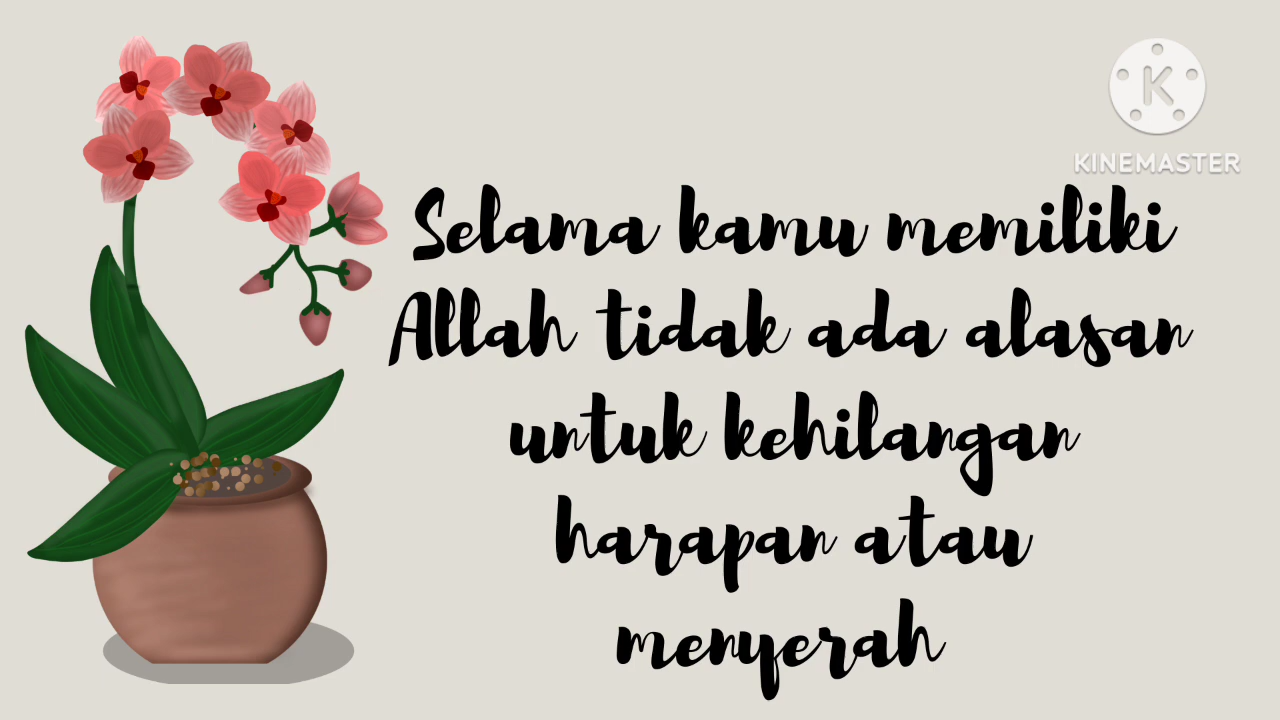 K
KINEMASTER
Selama kamu memiliki
Allah tidak ada alasan
untuk kehilangan
harapan atau
menyerah